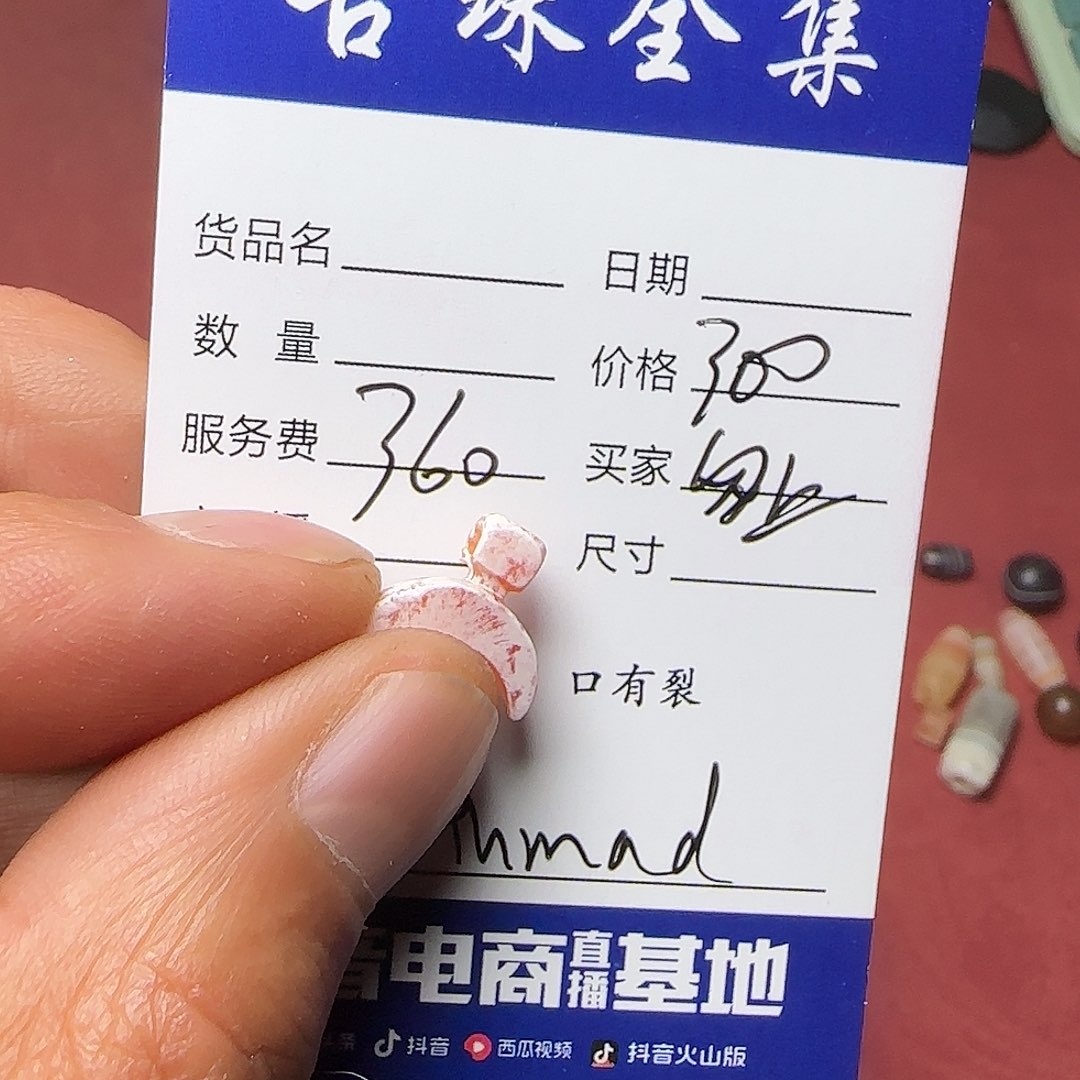 古珠全集
货品名 日期
数 量 价格 300
服务费 360 买家
尺寸
口有裂
Ahmad
电商直播基地
抖音 西瓜视频 抖音火山版